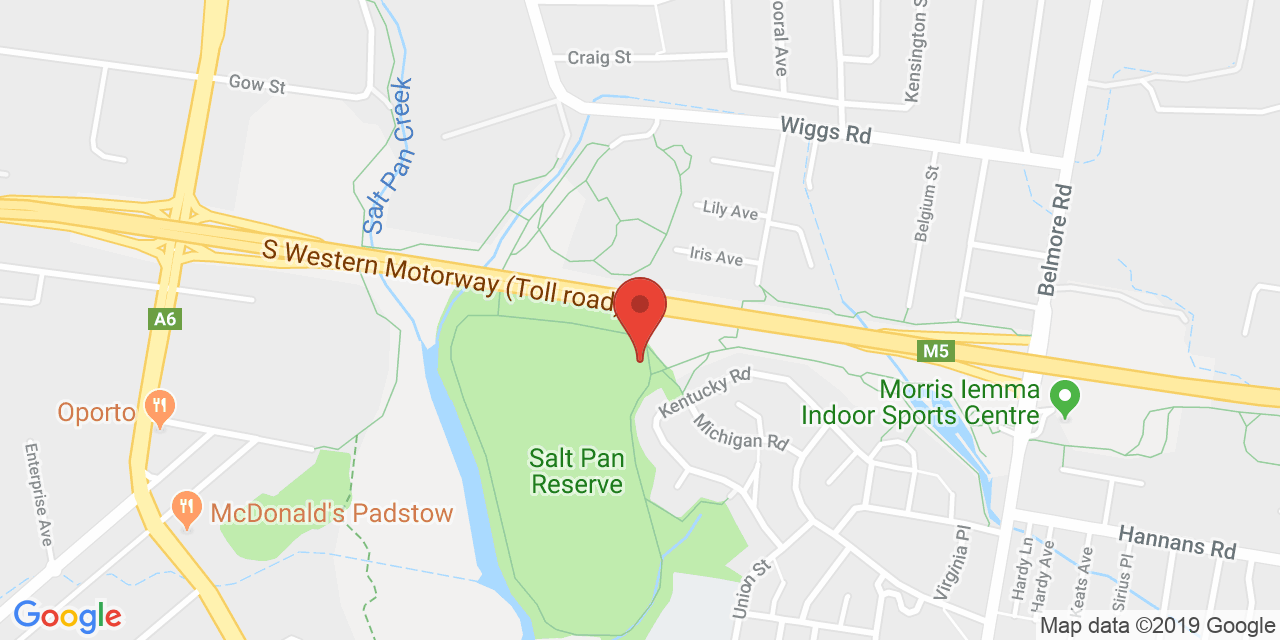 Craig St
Gow St
ooral Ave
Kensington S
Salt Pan Creek
Wiggs Rd
Belgium St
Lily Ave
Iris Ave
Belmore Rd
S Western Motorway (Toll road)
A6
M5
Morris Iemma
Indoor Sports Centre
Oporto
Kentucky Rd
Michigan Rd
Salt Pan
Reserve
Enterprise Ave
McDonald's Padstow
Virginia Pl
Hannans Rd
Hardy Ln
Hardy Ave
Keats Ave
Sirius Pl
Union St
Google
Map data ©2019 Google